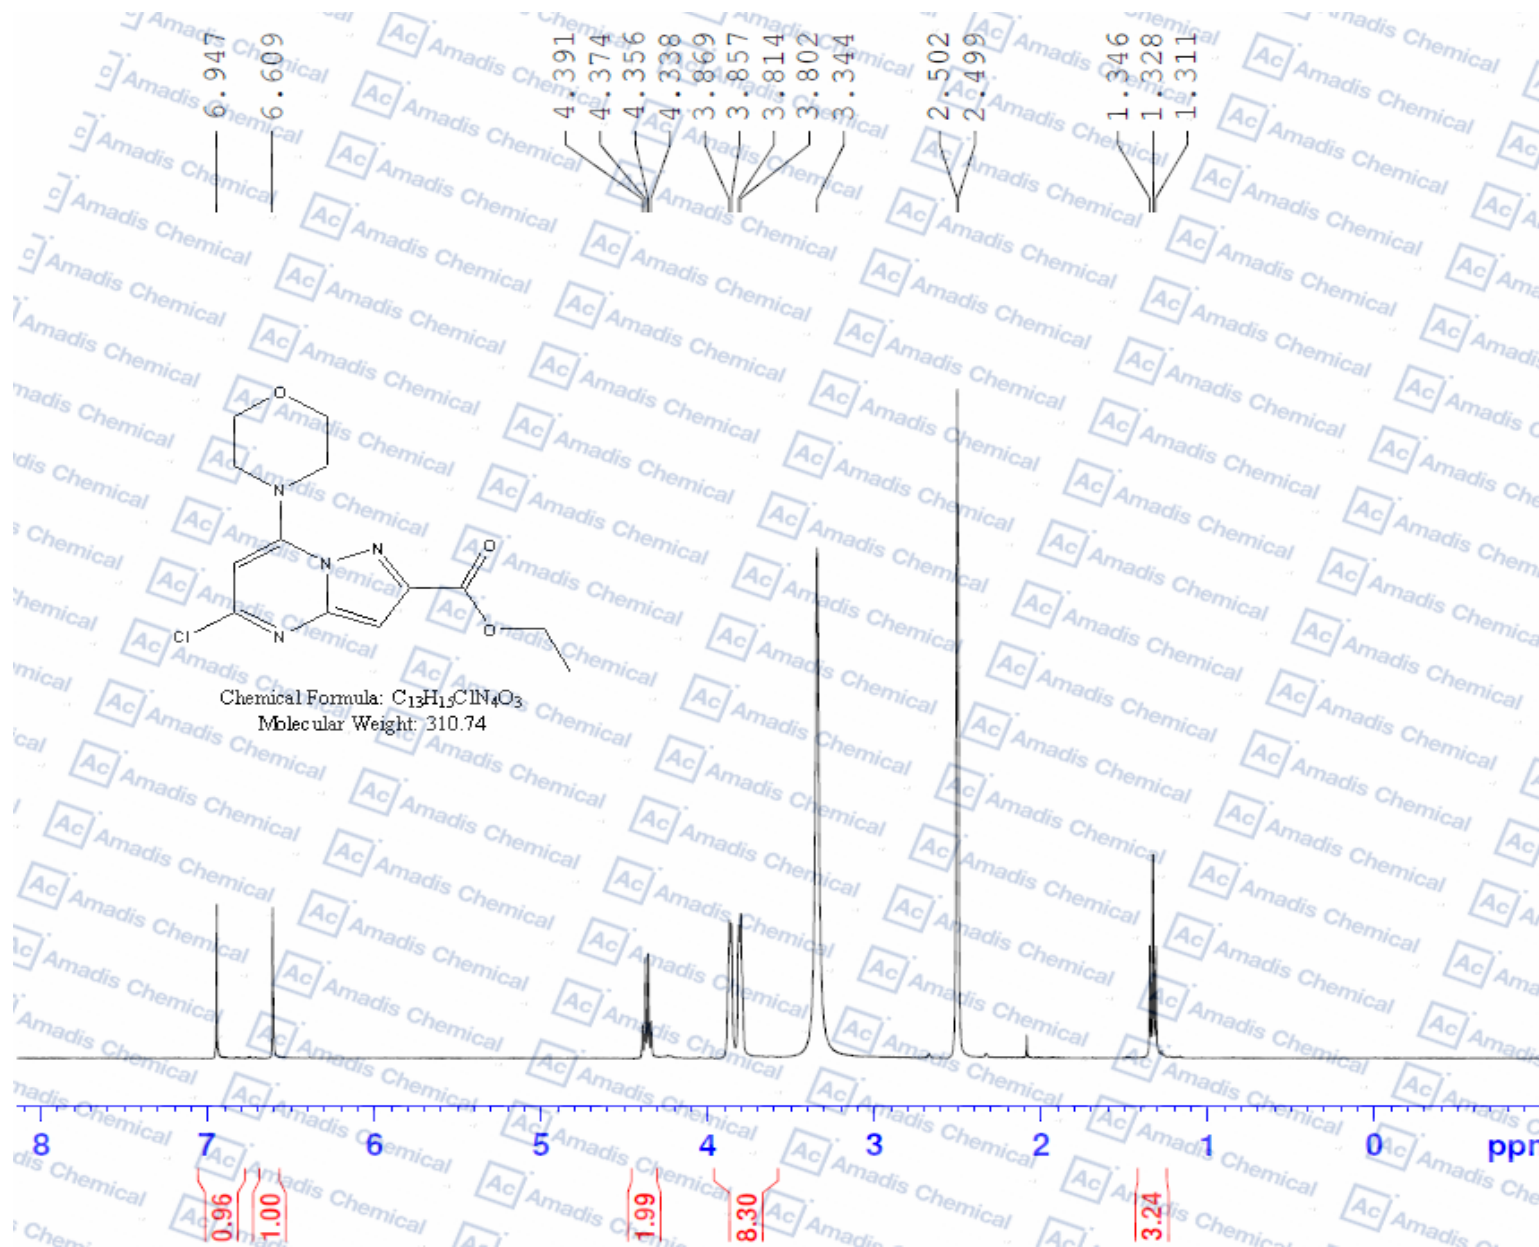 6.947
6.609
4.391
4.374
4.356
4.338
3.869
3.857
3.814
3.802
3.344
2.502
2.499
1.346
1.328
1.311
O
N
N
N
O
O
N
Cl
Chemical Formula: C13H15ClN4O3
Molecular Weight: 310.74
8 7 6 5 4 3 2 1 0 ppm
0.96
1.00
1.99
8.30
3.24
Ac Amadis Chemical